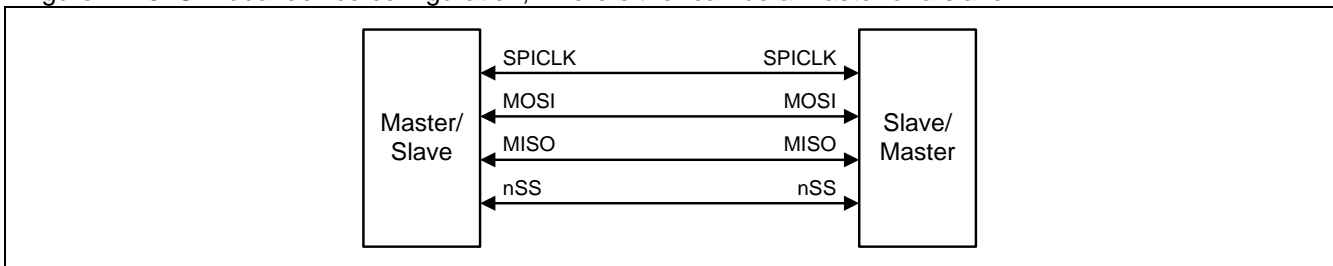 SPICLK SPICLK
MOSI MOSI
Master/
Slave
Slave/
Master
MISO MISO
nSS nSS